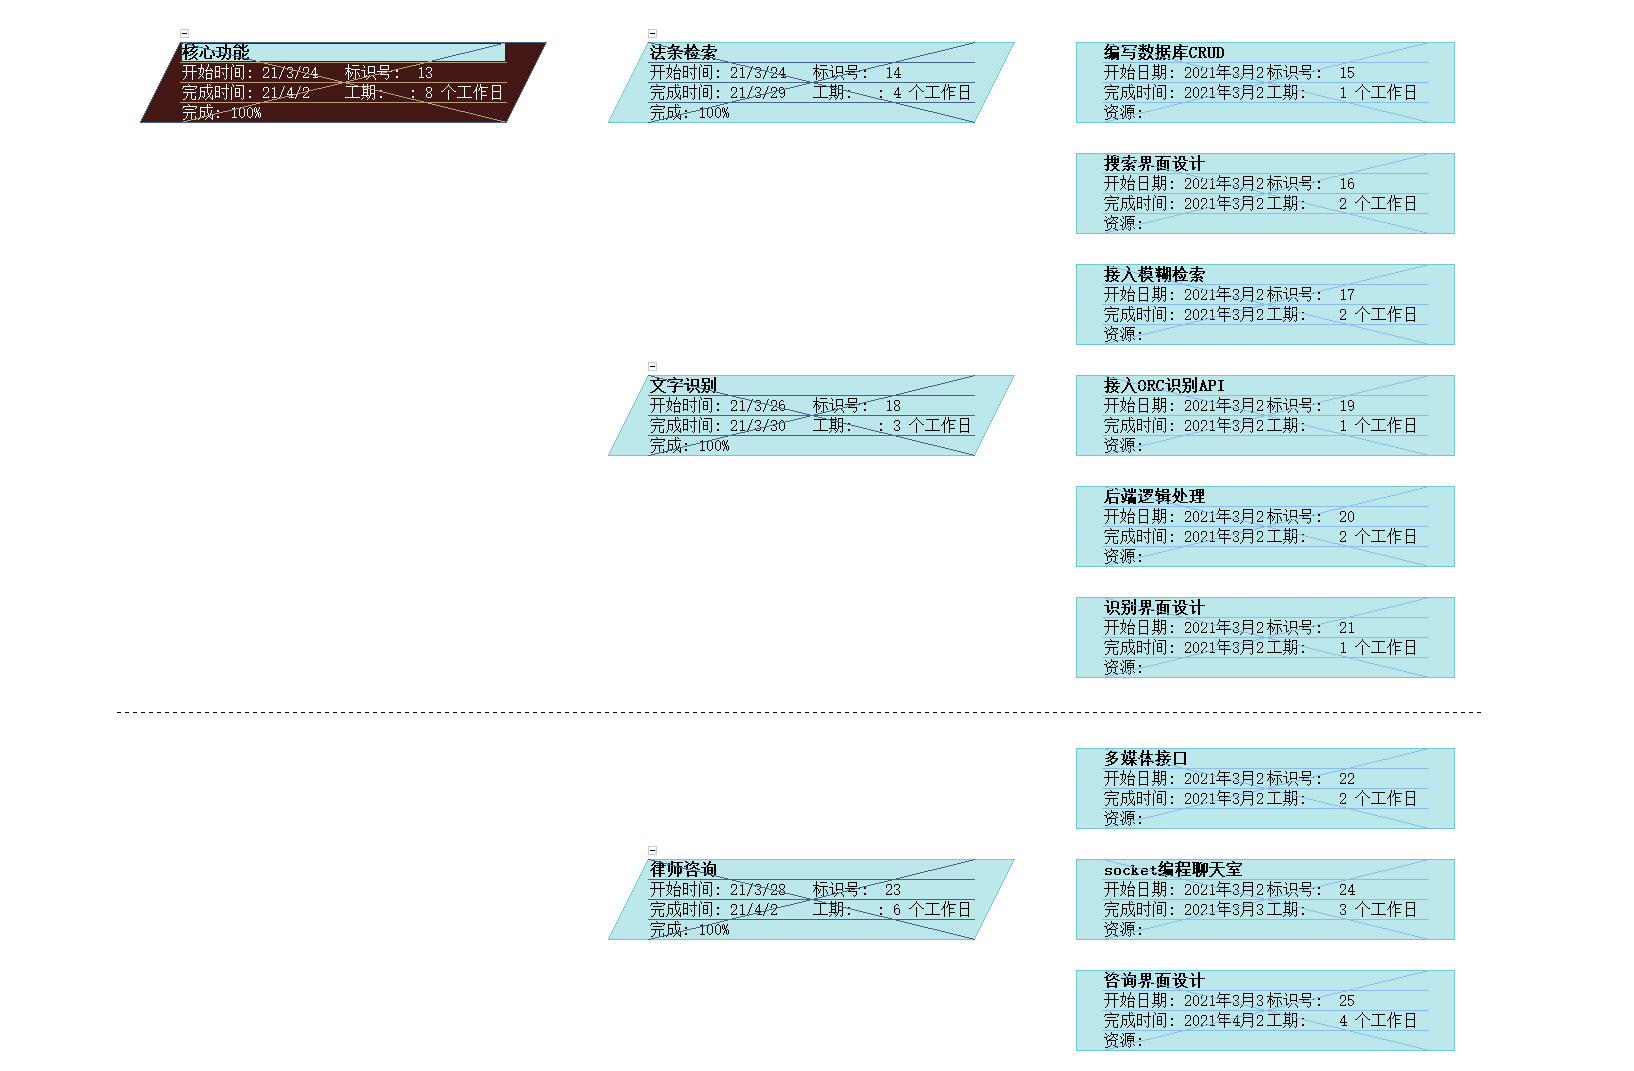 核心功能
开始时间: 21/3/24 标识号: 13
完成时间: 21/4/2 工期: : 8 个工作日
完成: 100%
法条检索
开始时间: 21/3/24 标识号: 14
完成时间: 21/3/29 工期: : 4 个工作日
完成: 100%
编写数据库CRUD
开始日期: 2021年3月2 标识号: 15
完成时间: 2021年3月2 工期: 1 个工作日
资源:
搜索界面设计
开始日期: 2021年3月2 标识号: 16
完成时间: 2021年3月2 工期: 2 个工作日
资源:
接入模糊检索
开始日期: 2021年3月2 标识号: 17
完成时间: 2021年3月2 工期: 2 个工作日
资源:
文字识别
开始时间: 21/3/26 标识号: 18
完成时间: 21/3/30 工期: : 3 个工作日
完成: 100%
接入ORC识别API
开始日期: 2021年3月2 标识号: 19
完成时间: 2021年3月2 工期: 1 个工作日
资源:
后端逻辑处理
开始日期: 2021年3月2 标识号: 20
完成时间: 2021年3月2 工期: 2 个工作日
资源:
识别界面设计
开始日期: 2021年3月2 标识号: 21
完成时间: 2021年3月2 工期: 1 个工作日
资源:
多媒体接口
开始日期: 2021年3月2 标识号: 22
完成时间: 2021年3月2 工期: 2 个工作日
资源:
律师咨询
开始时间: 21/3/28 标识号: 23
完成时间: 21/4/2 工期: : 6 个工作日
完成: 100%
socket编程聊天室
开始日期: 2021年3月2 标识号: 24
完成时间: 2021年3月3 工期: 3 个工作日
资源:
咨询界面设计
开始日期: 2021年3月3 标识号: 25
完成时间: 2021年4月2 工期: 4 个工作日
资源: